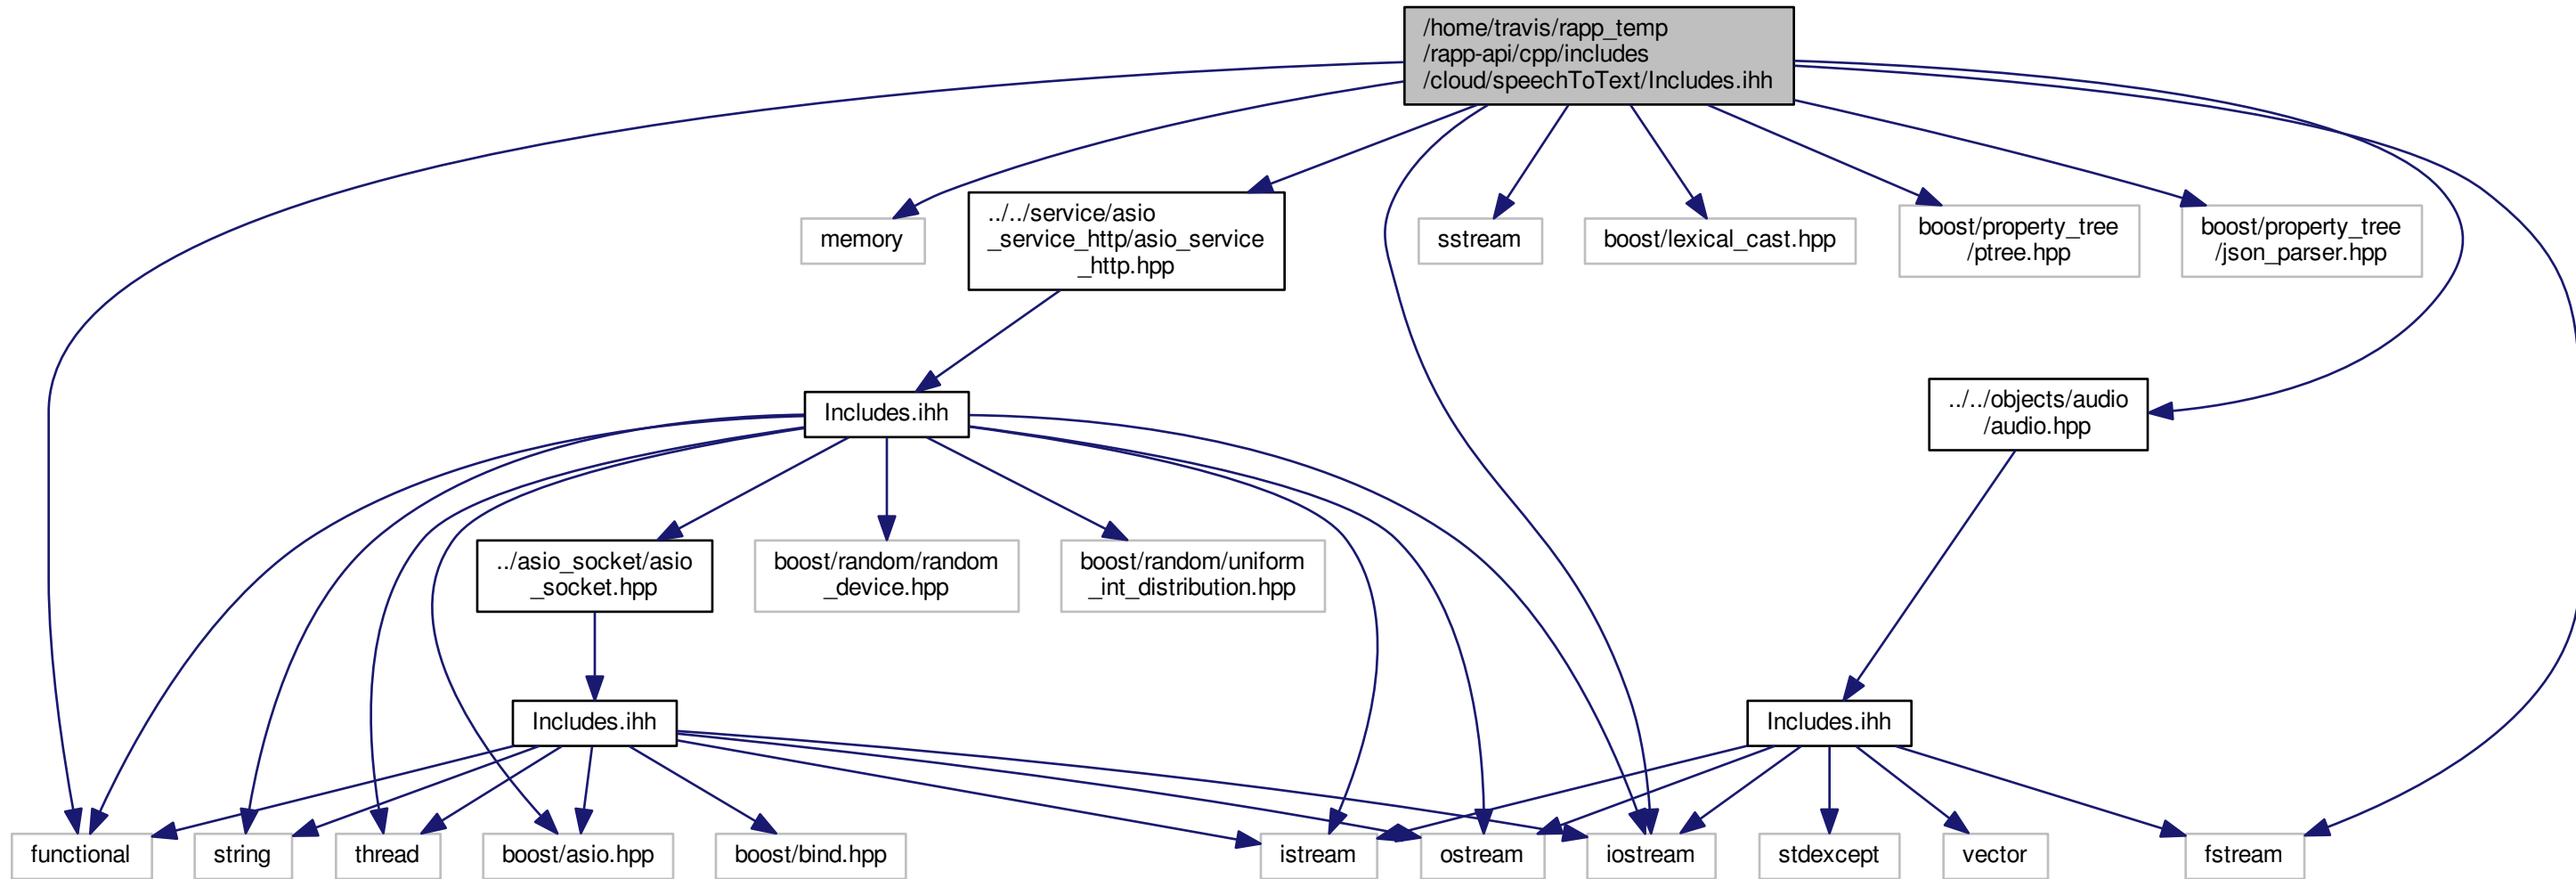 /home/travis/rapp_temp
/rapp-api/cpp/includes
/cloud/speechToText/Includes.ihh
memory
../../service/asio
_service_http/asio_service
_http.hpp
sstream
boost/lexical_cast.hpp
boost/property_tree
/ptree.hpp
boost/property_tree
/json_parser.hpp
Includes.ihh
../../objects/audio
/audio.hpp
../asio_socket/asio
_socket.hpp
boost/random/random
_device.hpp
boost/random/uniform
_int_distribution.hpp
Includes.ihh
Includes.ihh
functional
string
thread
boost/asio.hpp
boost/bind.hpp
istream
ostream
iostream
stdexcept
vector
fstream